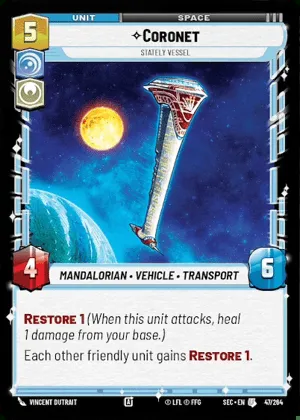 UNIT
SPACE
5
✧CORONET
STATELY VESSEL
4
6
MANDALORIAN • VEHICLE • TRANSPORT
RESTORE 1 (When this unit attacks, heal
1 damage from your base.)
Each other friendly unit gains RESTORE 1.
VINCENT DUTRAIT
© LFL © FFG
SEC • EN
47/264